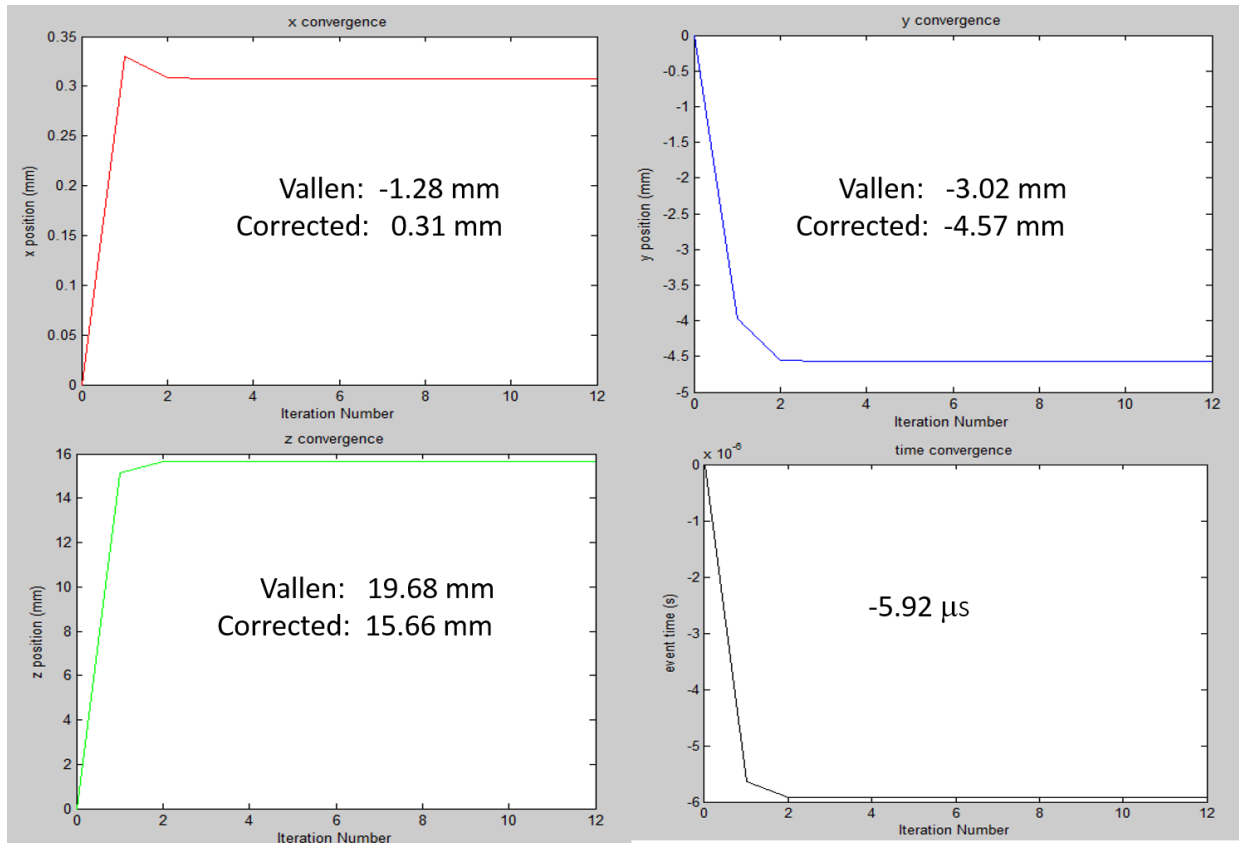 x convergence
0.35
0.3
0.25
0.2
0.15
0.1
0.05
0
x position (mm)
Vallen: -1.28 mm
Corrected: 0.31 mm
0 2 4 6 8 10 12
Iteration Number
y convergence
0
-0.5
-1
-1.5
-2
-2.5
-3
-3.5
-4
-4.5
-5
y position (mm)
Vallen: -3.02 mm
Corrected: -4.57 mm
0 2 4 6 8 10 12
Iteration Number
z convergence
16
14
12
10
8
6
4
2
0
z position (mm)
Vallen: 19.68 mm
Corrected: 15.66 mm
0 2 4 6 8 10 12
Iteration Number
time convergence
x 10⁻⁶
0
-1
-2
-3
-4
-5
-6
event time (s)
-5.92 μs
0 2 4 6 8 10 12
Iteration Number